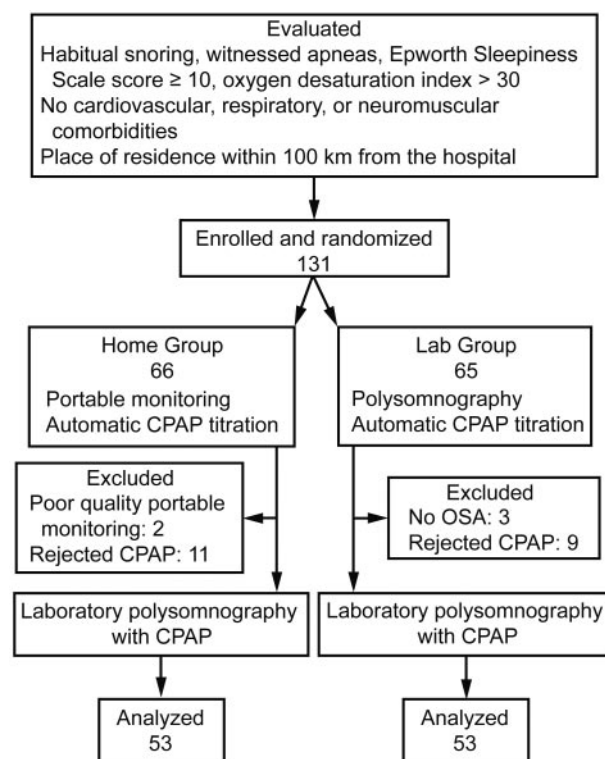 Evaluated
Habitual snoring, witnessed apneas, Epworth Sleepiness
Scale score ≥ 10, oxygen desaturation index > 30
No cardiovascular, respiratory, or neuromuscular
comorbidities
Place of residence within 100 km from the hospital
Enrolled and randomized
131
Home Group
66
Portable monitoring
Automatic CPAP titration
Lab Group
65
Polysomnography
Automatic CPAP titration
Excluded
Poor quality portable
monitoring: 2
Rejected CPAP: 11
Excluded
No OSA: 3
Rejected CPAP: 9
Laboratory polysomnography
with CPAP
Laboratory polysomnography
with CPAP
Analyzed
53
Analyzed
53